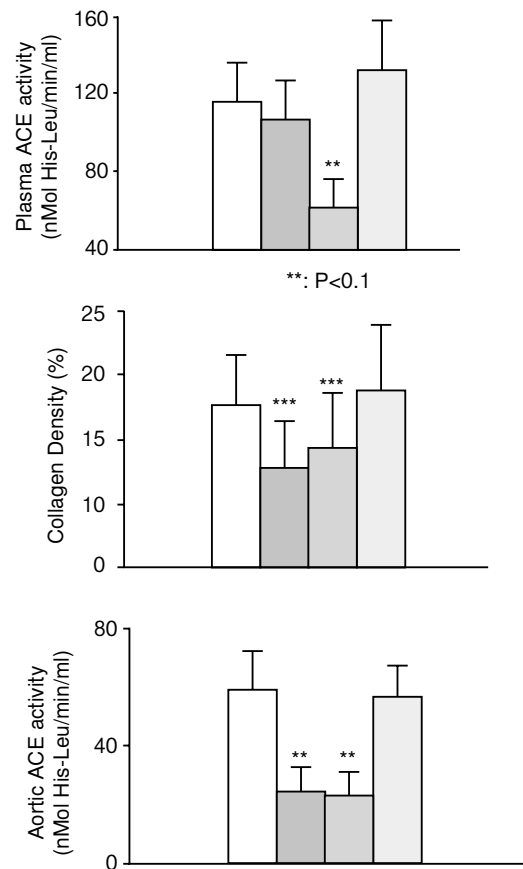 Plasma ACE activity
(nMol His-Leu/min/ml)
160
120
80
40
**
**: P<0.1
Collagen Density (%)
25
20
15
10
0
***
***
Aortic ACE activity
(nMol His-Leu/min/ml)
80
40
0
**
**